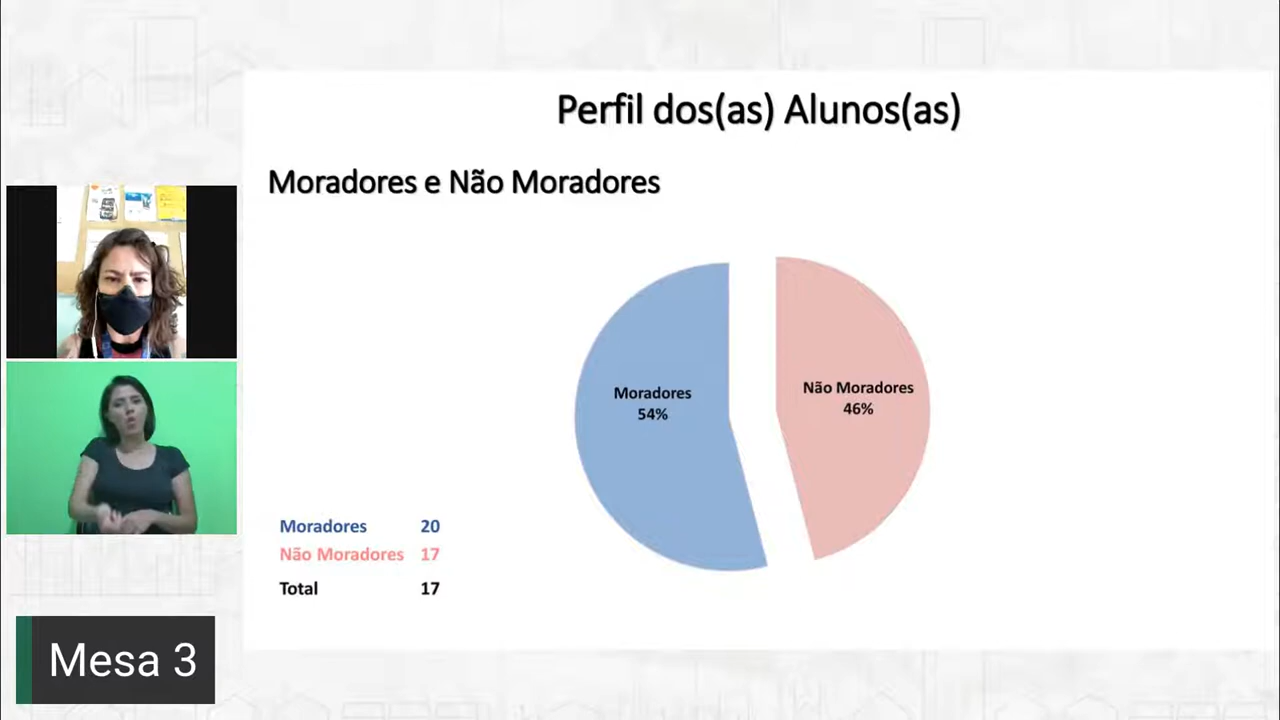 Perfil dos(as) Alunos(as)
Moradores e Não Moradores
Moradores
54%
Não Moradores
46%
Moradores 20
Não Moradores 17
Total 17
Mesa 3